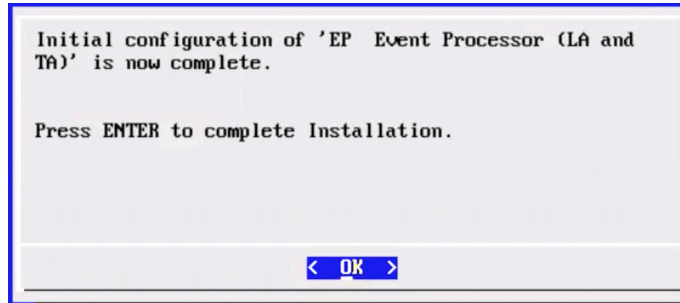 Initial configuration of 'EP  Event Processor (LA and
TA)' is now complete.
Press ENTER to complete Installation.
<  OK  >